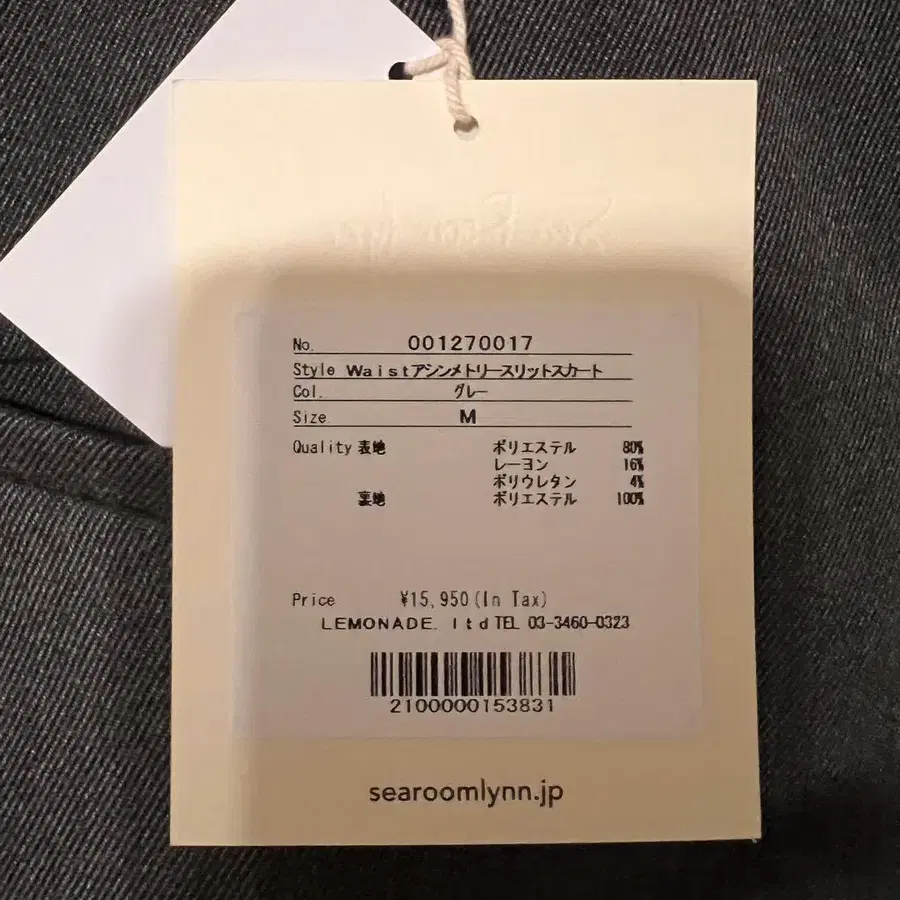 No. 001270017
Style Waistアシンメトリースリットスカート
Col. グレー
Size M
Quality 表地 ポリエステル 80%
レーヨン 16%
ポリウレタン 4%
裏地 ポリエステル 100%
Price ¥15,950(In Tax)
LEMONADE. ltd TEL 03-3460-0323
2100000153831
searoomlynn.jp